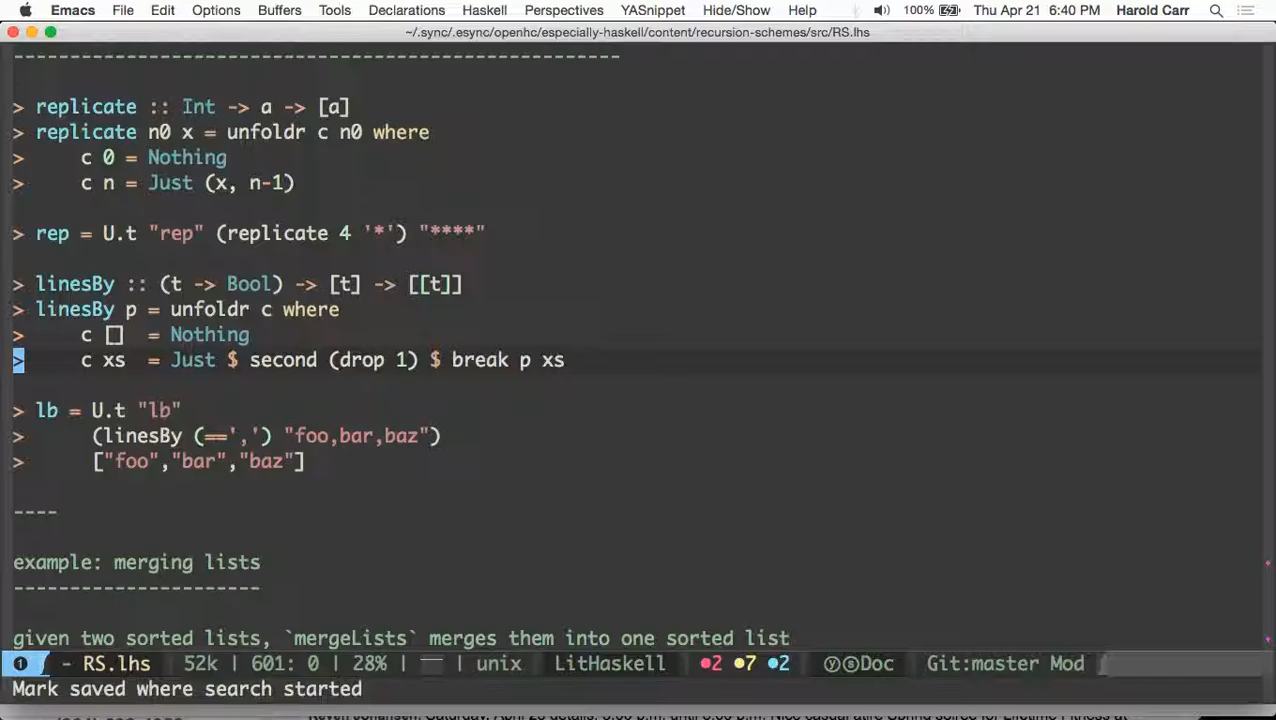 Emacs File Edit Options Buffers Tools Declarations Haskell Perspectives YASnippet Hide/Show Help 100% Thu Apr 21 6:40 PM Harold Carr
~/.sync/.esync/openhc/especially-haskell/content/recursion-schemes/src/RS.lhs
------------------------------------------------------------------
> replicate :: Int -> a -> [a]
> replicate n0 x = unfoldr c n0 where
>     c 0 = Nothing
>     c n = Just (x, n-1)
> rep = U.t "rep" (replicate 4 '*') "****"
> linesBy :: (t -> Bool) -> [t] -> [[t]]
> linesBy p = unfoldr c where
>     c []  = Nothing
>     c xs  = Just $ second (drop 1) $ break p xs
> lb = U.t "lb"
>      (linesBy (==',') "foo,bar,baz")
>      ["foo","bar","baz"]
----
example: merging lists
----------------------
given two sorted lists, `mergeLists` merges them into one sorted list
1 - RS.lhs 52k | 601: 0 | 28% | | unix LitHaskell •2 •7 •2 ⓨⓢDoc Git:master Mod
Mark saved where search started